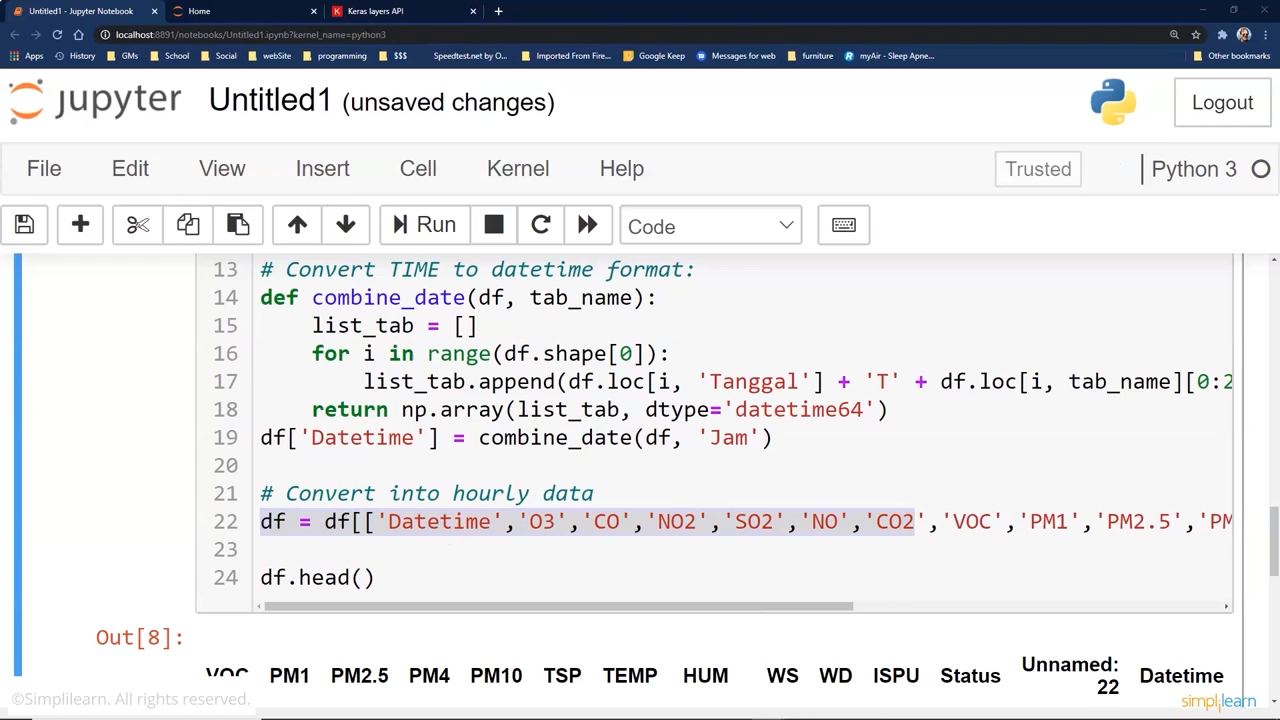 Untitled1 - Jupyter Notebook
Home
Keras layers API
localhost:8891/notebooks/Untitled1.ipynb?kernel_name=python3
Apps
History
GMs
School
Social
webSite
programming
$$$
Speedtest.net by O...
Imported From Fire...
Google Keep
Messages for web
furniture
myAir - Sleep Apne...
Other bookmarks
jupyter
Untitled1 (unsaved changes)
Logout
File
Edit
View
Insert
Cell
Kernel
Help
Trusted
Python 3
Run
Code
13 # Convert TIME to datetime format:
14 def combine_date(df, tab_name):
15 list_tab = []
16 for i in range(df.shape[0]):
17 list_tab.append(df.loc[i, 'Tanggal'] + 'T' + df.loc[i, tab_name][0:2
18 return np.array(list_tab, dtype='datetime64')
19 df['Datetime'] = combine_date(df, 'Jam')
20
21 # Convert into hourly data
22 df = df[['Datetime','O3','CO','NO2','SO2','NO','CO2','VOC','PM1','PM2.5','PM
23
24 df.head()
Out[8]:
VOC PM1 PM2.5 PM4 PM10 TSP TEMP HUM WS WD ISPU Status Unnamed: 22 Datetime
©Simplilearn. All rights reserved.
simplilearn